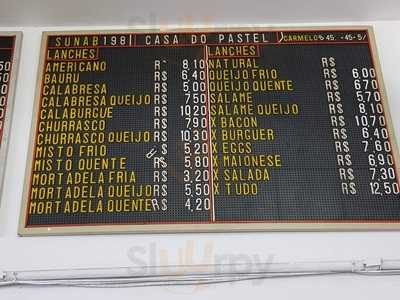 SUNAB 198 CASA DO PASTEL
LANCHES
AMERICANO R$ 8,10
BAURU R$ 6,40
CALABRESA R$ 5,00
CALABRESA QUEIJO R$ 7,50
CALABURGUE R$ 10,20
CHURRASCO R$ 7,90
CHURRASCO QUEIJO R$ 10,30
MISTO FRIO 5,20
MISTO QUENTE R$ 5,80
MORTADELA FRIA R$ 3,20
MORTADELA QUEIJO R$ 5,50
MORTADELA QUENTE R$ 4,20
LANCHES
NATURAL R$
QUEIJO FRIO R$ 6,00
QUEIJO QUENTE R$ 6,70
SALAME R$ 5,70
SALAME QUEIJO R$ 8,10
X BACON R$ 10,70
X BURGUER R$ 6,40
X EGGS R$ 7,60
X MAIONESE R$ 6,90
X SALADA R$ 7,30
X TUDO R$ 12,50
Sluurpy